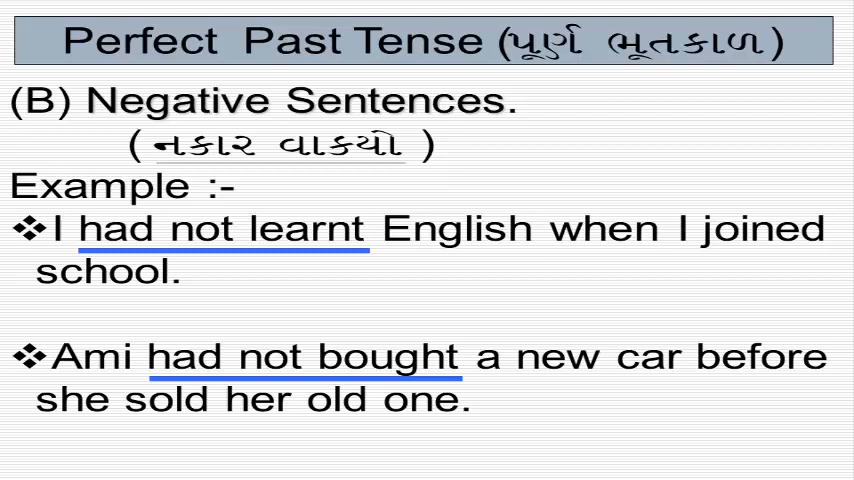 Perfect Past Tense (પૂર્ણ ભૂતકાળ)
(B) Negative Sentences.
( નકાર વાકયો )
Example :-
❖I had not learnt English when I joined
school.
❖Ami had not bought a new car before
she sold her old one.